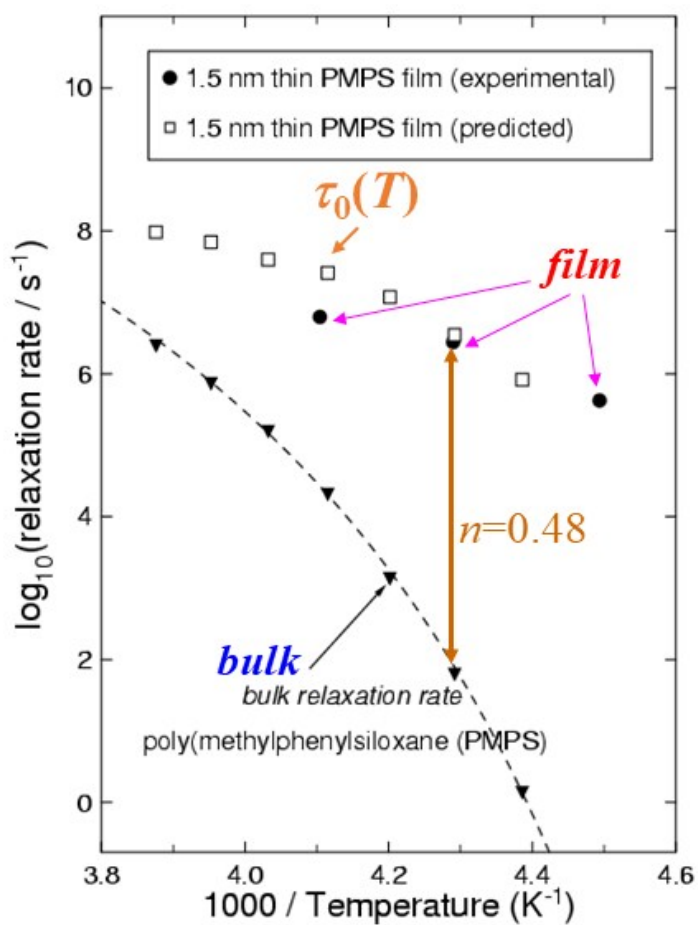 10
8
6
4
2
0
log10(relaxation rate / s-1)
1.5 nm thin PMPS film (experimental)
1.5 nm thin PMPS film (predicted)
τ0(T)
film
n=0.48
bulk
bulk relaxation rate
poly(methylphenylsiloxane (PMPS)
3.8 4.0 4.2 4.4 4.6
1000 / Temperature (K-1)